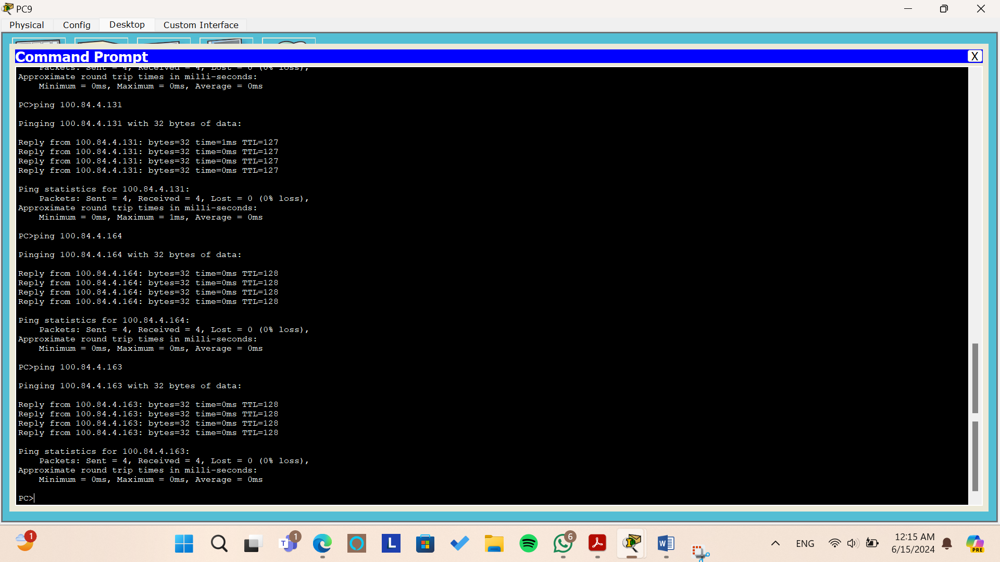 PC9
Physical Config Desktop Custom Interface
Command Prompt
X
Packets: Sent = 4, Received = 4, Lost = 0 (0% loss),
Approximate round trip times in milli-seconds:
Minimum = 0ms, Maximum = 0ms, Average = 0ms
PC>ping 100.84.4.131
Pinging 100.84.4.131 with 32 bytes of data:
Reply from 100.84.4.131: bytes=32 time=1ms TTL=127
Reply from 100.84.4.131: bytes=32 time=0ms TTL=127
Reply from 100.84.4.131: bytes=32 time=0ms TTL=127
Reply from 100.84.4.131: bytes=32 time=0ms TTL=127
Ping statistics for 100.84.4.131:
Packets: Sent = 4, Received = 4, Lost = 0 (0% loss),
Approximate round trip times in milli-seconds:
Minimum = 0ms, Maximum = 1ms, Average = 0ms
PC>ping 100.84.4.164
Pinging 100.84.4.164 with 32 bytes of data:
Reply from 100.84.4.164: bytes=32 time=0ms TTL=128
Reply from 100.84.4.164: bytes=32 time=0ms TTL=128
Reply from 100.84.4.164: bytes=32 time=0ms TTL=128
Reply from 100.84.4.164: bytes=32 time=0ms TTL=128
Ping statistics for 100.84.4.164:
Packets: Sent = 4, Received = 4, Lost = 0 (0% loss),
Approximate round trip times in milli-seconds:
Minimum = 0ms, Maximum = 0ms, Average = 0ms
PC>ping 100.84.4.163
Pinging 100.84.4.163 with 32 bytes of data:
Reply from 100.84.4.163: bytes=32 time=0ms TTL=128
Reply from 100.84.4.163: bytes=32 time=0ms TTL=128
Reply from 100.84.4.163: bytes=32 time=0ms TTL=128
Reply from 100.84.4.163: bytes=32 time=0ms TTL=128
Ping statistics for 100.84.4.163:
Packets: Sent = 4, Received = 4, Lost = 0 (0% loss),
Approximate round trip times in milli-seconds:
Minimum = 0ms, Maximum = 0ms, Average = 0ms
PC>
1
T 1
L
6
W
ENG
12:15 AM
6/15/2024
PRE